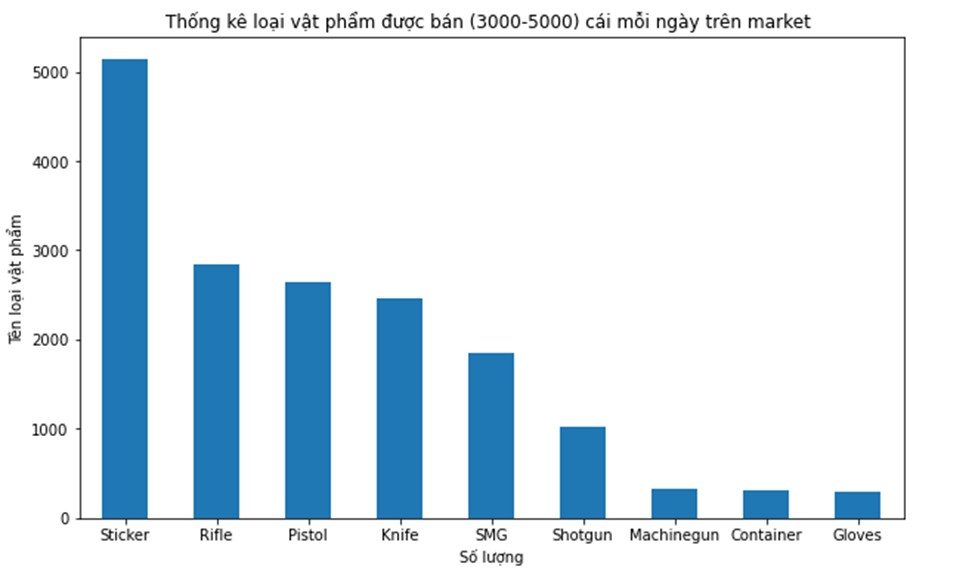 Thống kê loại vật phẩm được bán (3000-5000) cái mỗi ngày trên market
Tên loại vật phẩm
5000
4000
3000
2000
1000
0
Sticker Rifle Pistol Knife SMG Shotgun Machinegun Container Gloves
Số lượng